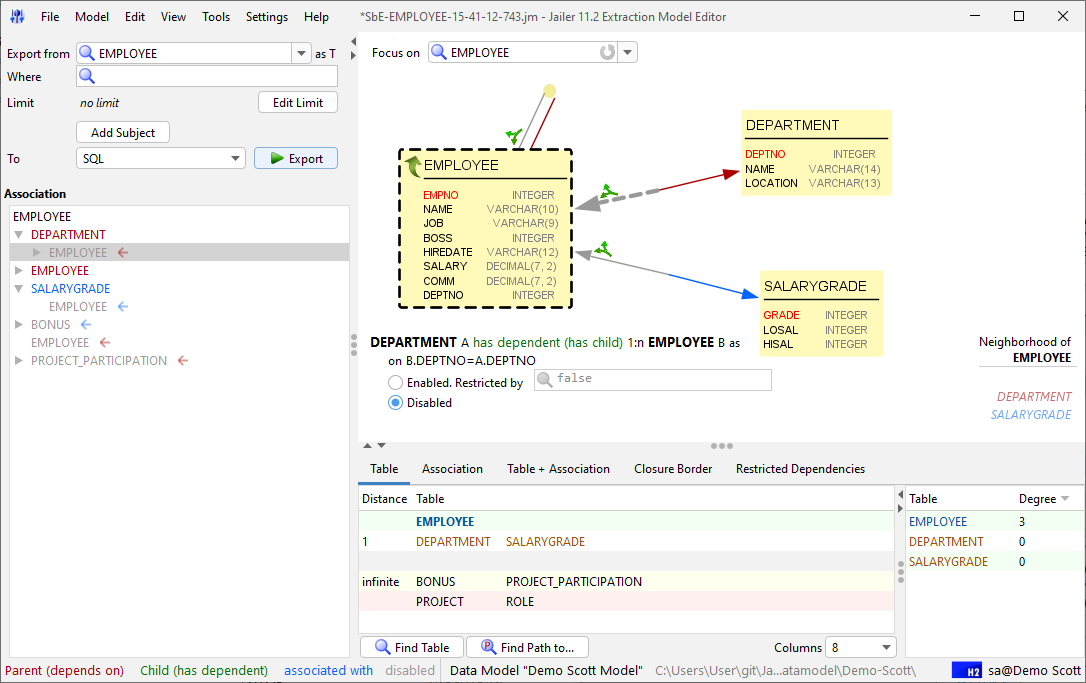 File Model Edit View Tools Settings Help *SbE-EMPLOYEE-15-41-12-743.jm - Jailer 11.2 Extraction Model Editor
Export from EMPLOYEE as T
Where
Limit no limit Edit Limit
Add Subject
To SQL Export
Association
EMPLOYEE
DEPARTMENT
EMPLOYEE
EMPLOYEE
SALARYGRADE
EMPLOYEE
BONUS
EMPLOYEE
PROJECT_PARTICIPATION
Focus on EMPLOYEE
EMPLOYEE
EMPNO INTEGER
NAME VARCHAR(10)
JOB VARCHAR(9)
BOSS INTEGER
HIREDATE VARCHAR(12)
SALARY DECIMAL(7, 2)
COMM DECIMAL(7, 2)
DEPTNO INTEGER
DEPARTMENT
DEPTNO INTEGER
NAME VARCHAR(14)
LOCATION VARCHAR(13)
SALARYGRADE
GRADE INTEGER
LOSAL INTEGER
HISAL INTEGER
DEPARTMENT A has dependent (has child) 1:n EMPLOYEE B as
on B.DEPTNO=A.DEPTNO
Enabled. Restricted by false
Disabled
Neighborhood of
EMPLOYEE
DEPARTMENT
SALARYGRADE
Table Association Table + Association Closure Border Restricted Dependencies
Distance Table
EMPLOYEE
1 DEPARTMENT SALARYGRADE
infinite BONUS PROJECT_PARTICIPATION
PROJECT ROLE
Find Table Find Path to... Columns 8
Table Degree
EMPLOYEE 3
DEPARTMENT 0
SALARYGRADE 0
Parent (depends on) Child (has dependent) associated with disabled Data Model "Demo Scott Model" C:\Users\User\git\Ja...atamodel\Demo-Scott\ H2 sa@Demo Scott